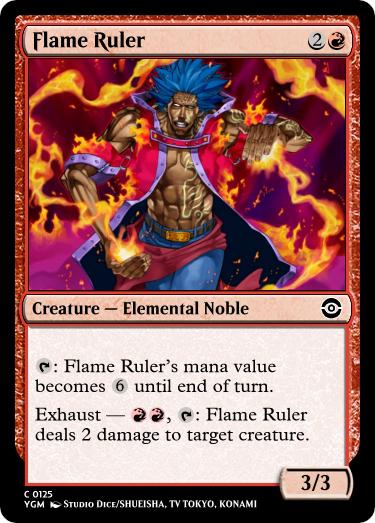 Flame Ruler 2
Creature — Elemental Noble
: Flame Ruler's mana value
becomes 6 until end of turn.
Exhaust — , : Flame Ruler
deals 2 damage to target creature.
3/3
C 0125
YGM Studio Dice/SHUEISHA, TV TOKYO, KONAMI